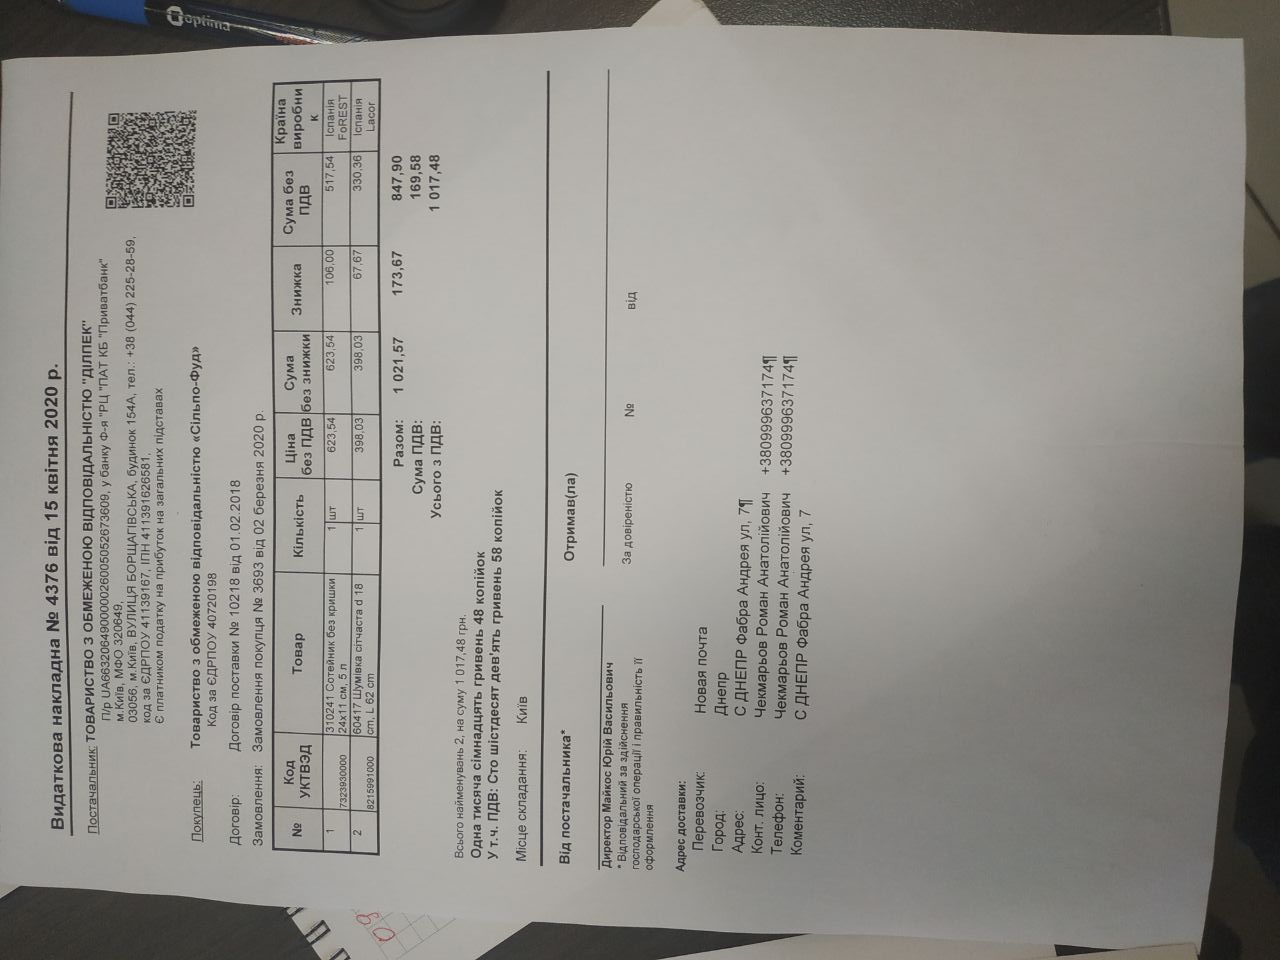 optima
Видаткова накладна № 4376 від 15 квітня 2020 р.
Постачальник: ТОВАРИСТВО З ОБМЕЖЕНОЮ ВІДПОВІДАЛЬНІСТЮ "ДІЛПЕК"
П/р UA663206490000026005052673609, у банку Ф-я "РЦ "ПАТ КБ "Приватбанк"
м.Київ, МФО 320649,
03056, м.Київ, ВУЛИЦЯ БОРЩАГІВСЬКА, будинок 154А, тел.: +38 (044) 225-28-59,
код за ЄДРПОУ 41139167, ІПН 411391626581,
Є платником податку на прибуток на загальних підставах
Покупець: Товариство з обмеженою відповідальністю «Сільпо-Фуд»
Код за ЄДРПОУ 40720198
Договір: Договір поставки № 10218 від 01.02.2018
Замовлення: Замовлення покупця № 3693 від 02 березня 2020 р.
№ Код УКТВЭД Товар Кількість Ціна без ПДВ Сума без знижки Знижка Сума без ПДВ Країна виробник
1 7323930000 310241 Сотейник без кришки 24х11 см, 5 л 1 шт 623,54 623,54 106,00 517,54 Іспанія FoREST
2 8215991000 60417 Шумівка сітчаста d 18 cm, L 62 cm 1 шт 398,03 398,03 67,67 330,36 Іспанія Lacor
Разом: 1 021,57 173,67 847,90
Сума ПДВ: 169,58
Усього з ПДВ: 1 017,48
Всього найменувань 2, на суму 1 017,48 грн.
Одна тисяча сімнадцять гривень 48 копійок
У т.ч. ПДВ: Сто шістдесят дев'ять гривень 58 копійок
Місце складання: Київ
Від постачальника* Отримав(ла)
Директор Майкос Юрій Васильович
* Відповідальний за здійснення
господарської операції і правильність її
оформлення
За довіреністю № від
Адрес доставки:
Перевозчик: Новая почта
Город: Днепр
Адрес: С ДНЕПР Фабра Андрея ул, 7¶
Конт. лицо: Чекмарьов Роман Анатолійович +380999637174¶
Телефон: Чекмарьов Роман Анатолійович +380999637174¶
Коментарий: С ДНЕПР Фабра Андрея ул, 7